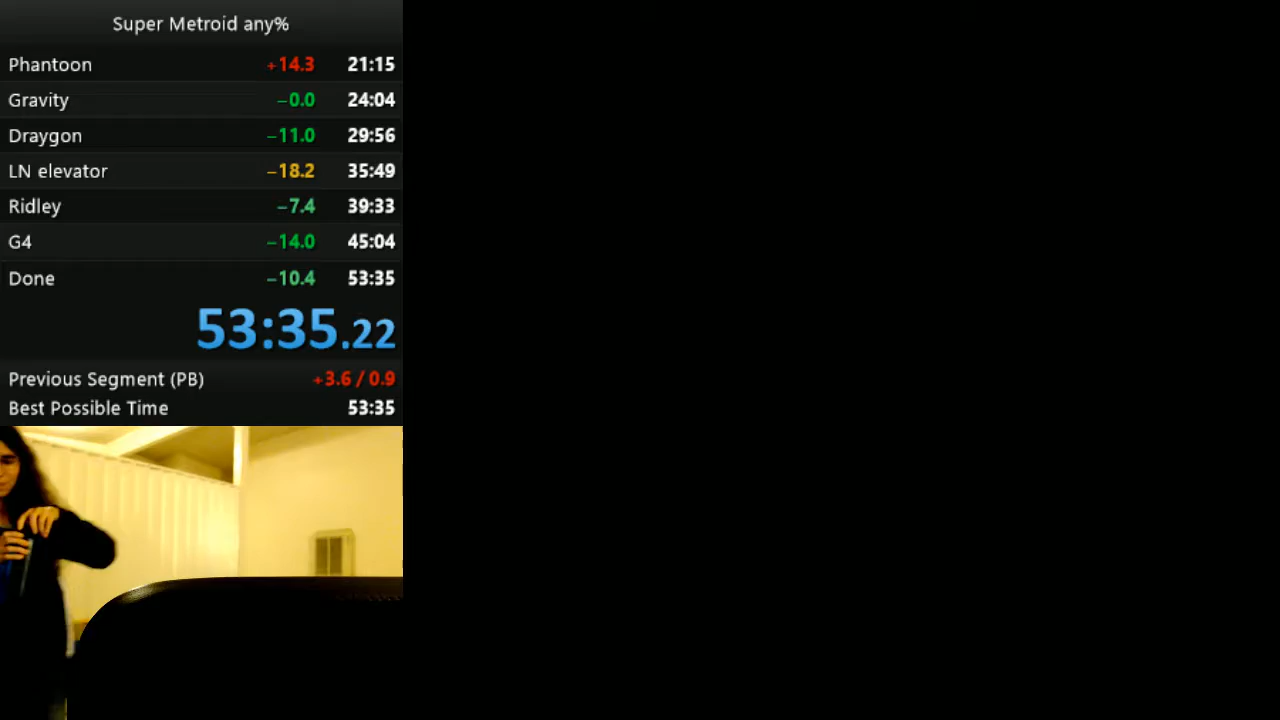 Super Metroid any%
Phantoon +14.3 21:15
Gravity −0.0 24:04
Draygon −11.0 29:56
LN elevator −18.2 35:49
Ridley −7.4 39:33
G4 −14.0 45:04
Done −10.4 53:35
53:35.22
Previous Segment (PB) +3.6 / 0.9
Best Possible Time 53:35